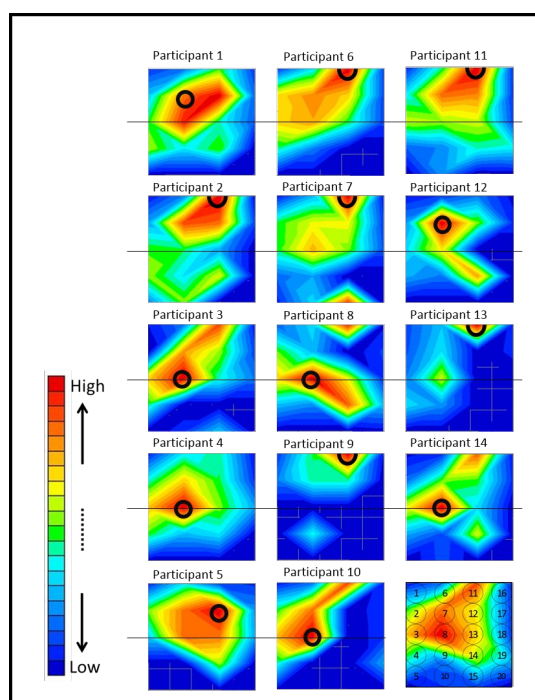 Participant 1
Participant 6
Participant 11
Participant 2
Participant 7
Participant 12
Participant 3
Participant 8
Participant 13
High
Participant 4
Participant 9
Participant 14
Participant 5
Participant 10
Low
1 6 11 16
2 7 12 17
3 8 13 18
4 9 14 19
5 10 15 20